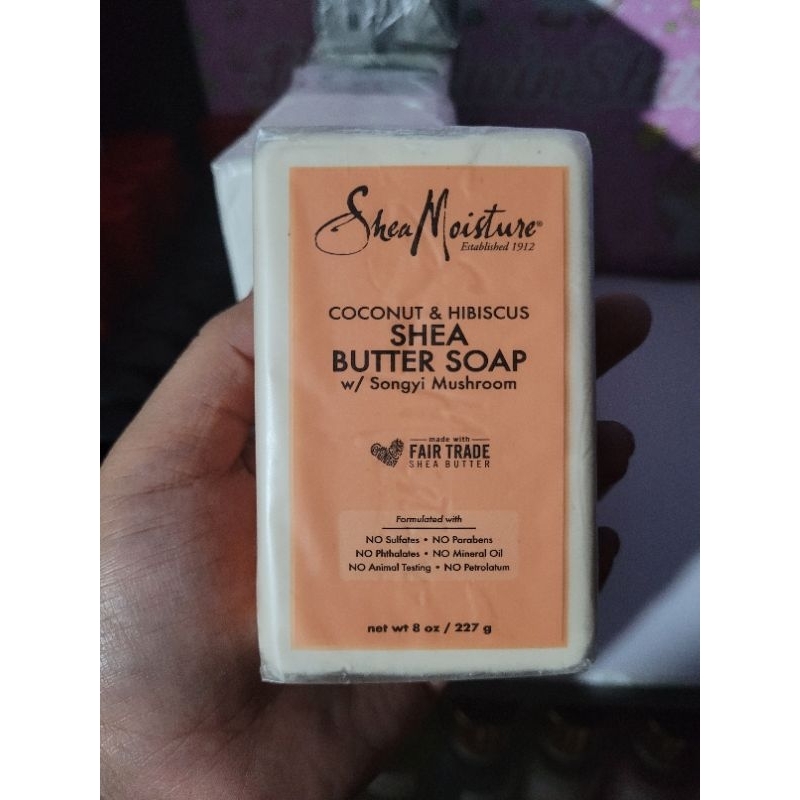 SheaMoisture®
Established 1912
COCONUT & HIBISCUS
SHEA
BUTTER SOAP
w/ Songyi Mushroom
made with
FAIR TRADE
SHEA BUTTER
Formulated with
NO Sulfates • NO Parabens
NO Phthalates • NO Mineral Oil
NO Animal Testing • NO Petrolatum
net wt 8 oz / 227 g